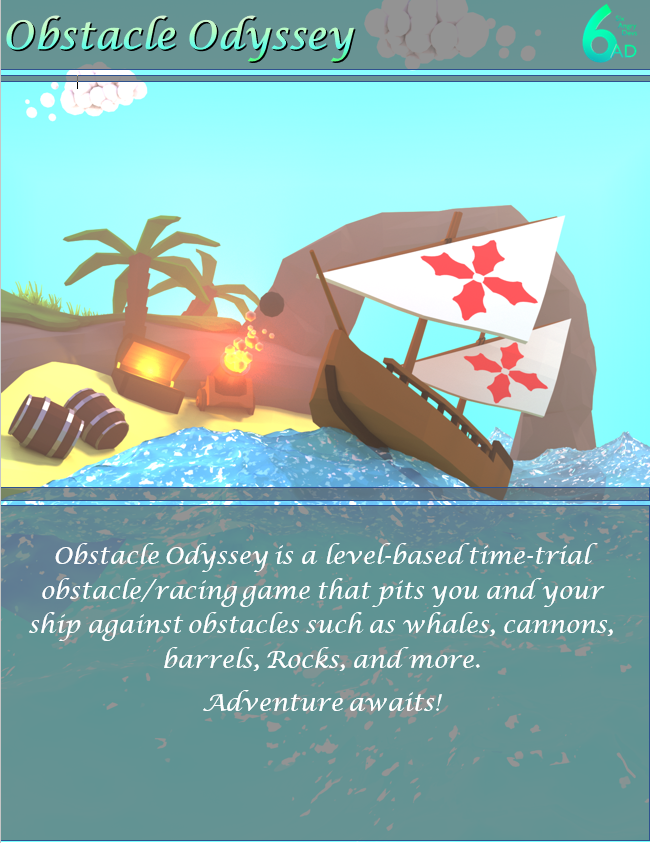 Obstacle Odyssey
6
AD
Obstacle Odyssey is a level-based time-trial
obstacle/racing game that pits you and your
ship against obstacles such as whales, cannons,
barrels, Rocks, and more.
Adventure awaits!